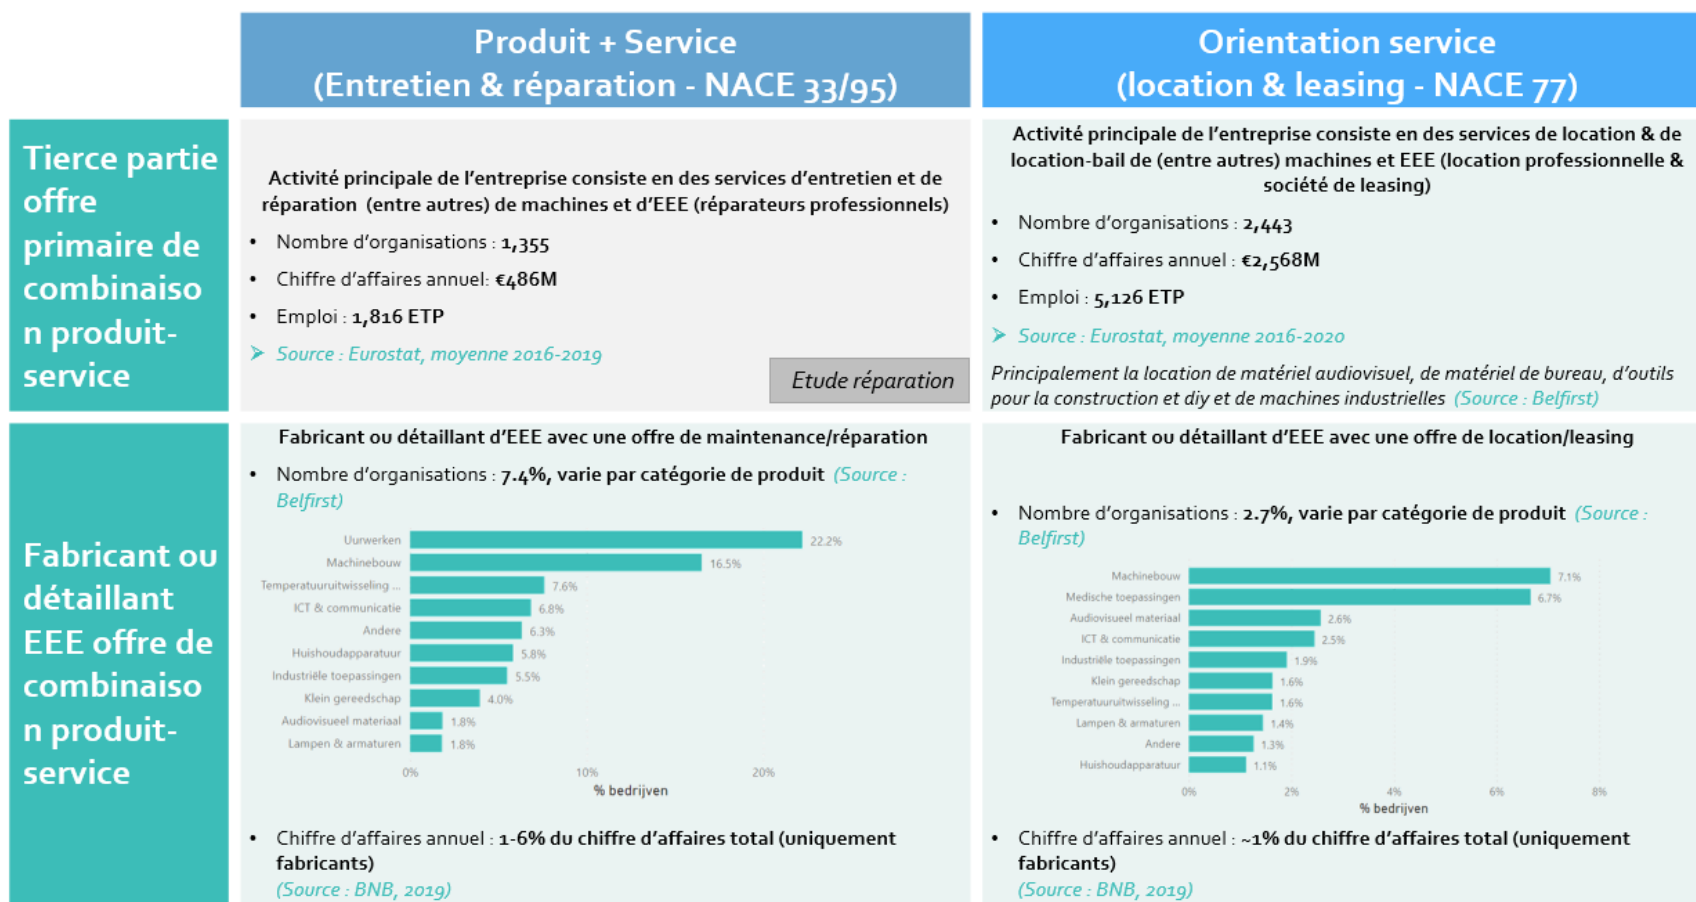 Produit + Service
(Entretien & réparation - NACE 33/95)
Orientation service
(location & leasing - NACE 77)
Tierce partie
offre
primaire de
combinaiso
n produit-
service
Activité principale de l'entreprise consiste en des services d'entretien et de
réparation (entre autres) de machines et d'EEE (réparateurs professionnels)
• Nombre d'organisations : 1,355
• Chiffre d'affaires annuel: €486M
• Emploi : 1,816 ETP
➢ Source : Eurostat, moyenne 2016-2019
Etude réparation
Activité principale de l'entreprise consiste en des services de location & de
location-bail de (entre autres) machines et EEE (location professionnelle &
société de leasing)
• Nombre d'organisations : 2,443
• Chiffre d'affaires annuel : €2,568M
• Emploi : 5,126 ETP
➢ Source : Eurostat, moyenne 2016-2020
Principalement la location de matériel audiovisuel, de matériel de bureau, d'outils
pour la construction et diy et de machines industrielles (Source : Belfirst)
Fabricant ou
détaillant
EEE offre de
combinaiso
n produit-
service
Fabricant ou détaillant d'EEE avec une offre de maintenance/réparation
• Nombre d'organisations : 7.4%, varie par catégorie de produit (Source :
Belfirst)
Uurwerken 22.2%
Machinebouw 16.5%
Temperatuuruitwisseling ... 7.6%
ICT & communicatie 6.8%
Andere 6.3%
Huishoudapparatuur 5.8%
Industriële toepassingen 5.5%
Klein gereedschap 4.0%
Audiovisueel materiaal 1.8%
Lampen & armaturen 1.8%
0% 10% 20%
% bedrijven
• Chiffre d'affaires annuel : 1-6% du chiffre d'affaires total (uniquement
fabricants)
(Source : BNB, 2019)
Fabricant ou détaillant d'EEE avec une offre de location/leasing
• Nombre d'organisations : 2.7%, varie par catégorie de produit (Source :
Belfirst)
Machinebouw 7.1%
Medische toepassingen 6.7%
Audiovisueel materiaal 2.6%
ICT & communicatie 2.5%
Industriële toepassingen 1.9%
Klein gereedschap 1.6%
Temperatuuruitwisseling ... 1.6%
Lampen & armaturen 1.4%
Andere 1.3%
Huishoudapparatuur 1.1%
0% 2% 4% 6% 8%
% bedrijven
• Chiffre d'affaires annuel : ~1% du chiffre d'affaires total (uniquement
fabricants)
(Source : BNB, 2019)